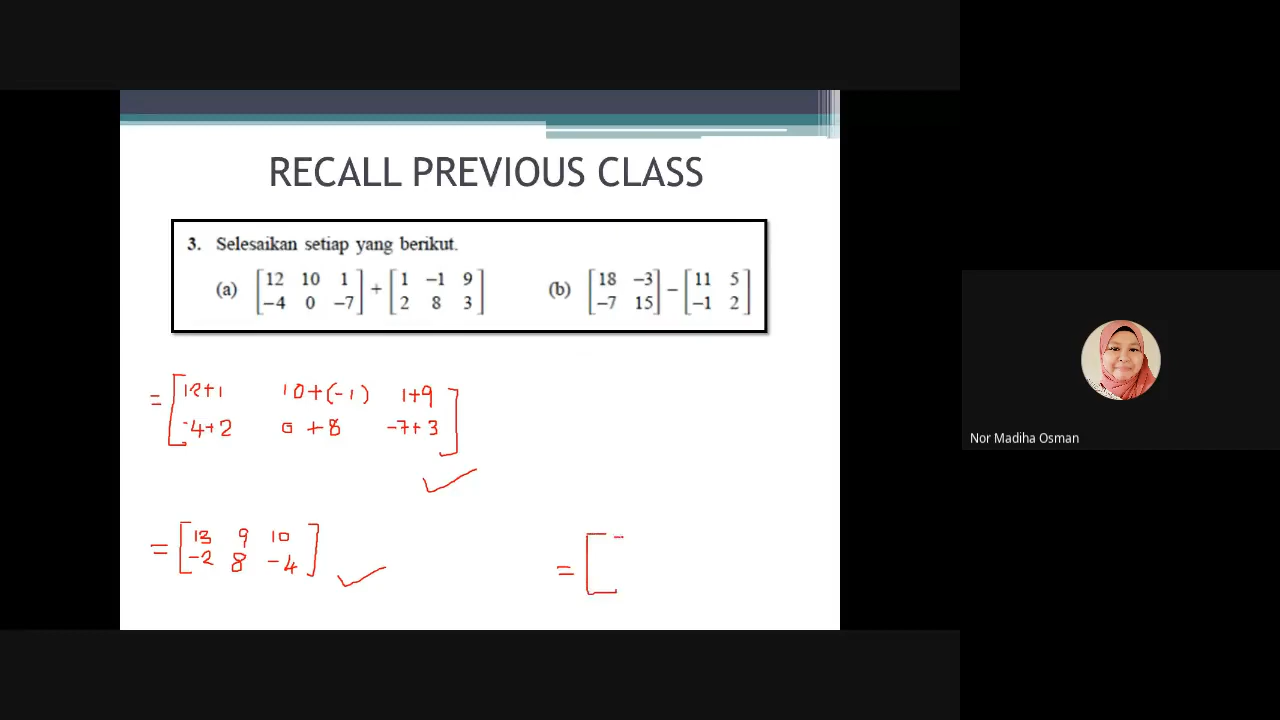 RECALL PREVIOUS CLASS
3. Selesaikan setiap yang berikut.
(a) [12 10 1] + [1 −1 9] (b) [18 −3] − [11 5]
[−4 0 −7] [2 8 3] [−7 15] [−1 2]
= [12+1 10+(-1) 1+9]
[-4+2 0+8 -7+3]
= [13 9 10]
[-2 8 -4]
= [ -
Nor Madiha Osman